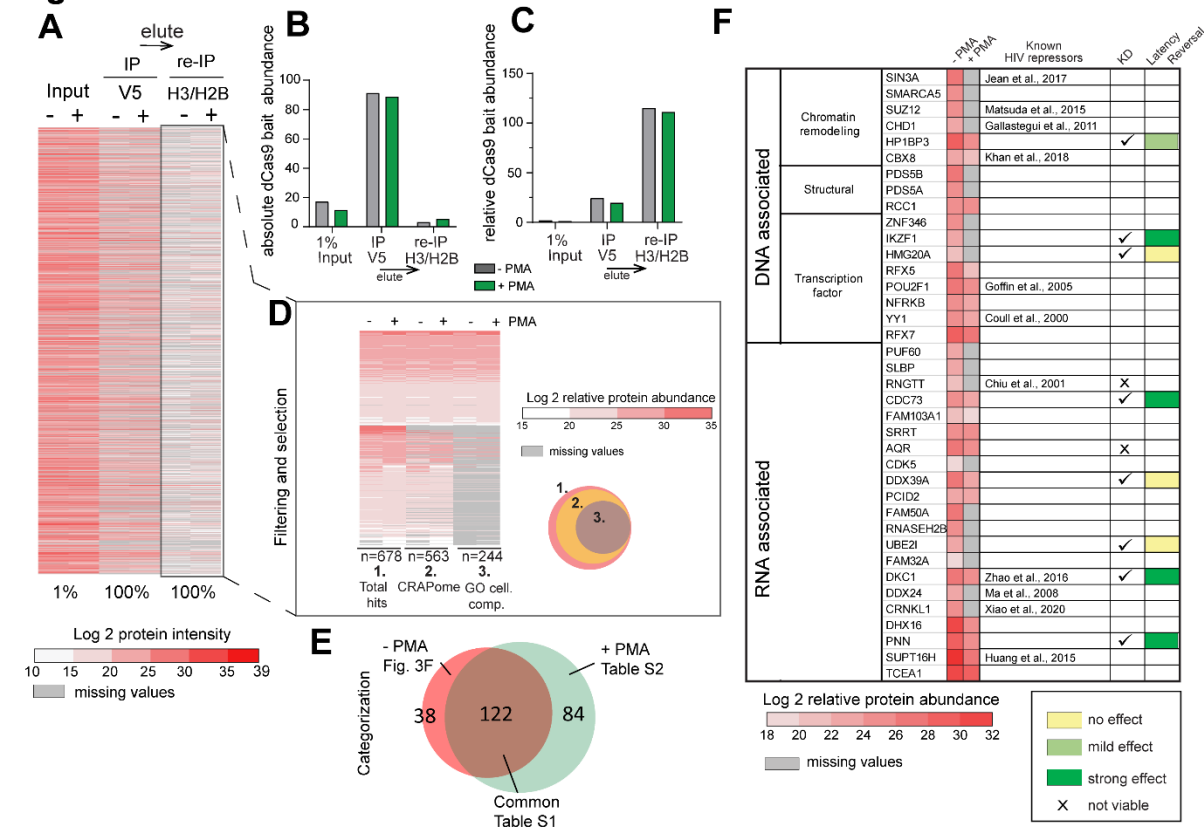 A
elute
IP
re-IP
Input
V5
H3/H2B
- + - + - +
1% 100% 100%
Log 2 protein intensity
10 15 20 25 30 35 39
missing values
B
absolute dCas9 bait abundance
100
80
60
40
20
0
1%
Input
IP
V5
re-IP
H3/H2B
elute
C
relative dCas9 bait abundance
150
100
50
0
1%
Input
IP
V5
re-IP
H3/H2B
elute
- PMA
+ PMA
D
Filtering and selection
- + - + - + PMA
n=678 n=563 n=244
1. 2. 3.
Total
hits
CRAPome
GO cell.
comp.
Log 2 relative protein abundance
15 20 25 30 35
missing values
1.
2.
3.
E
Categorization
- PMA
Fig. 3F
+ PMA
Table S2
38 122 84
Common
Table S1
F
- PMA
+ PMA
Known
HIV repressors
KD
Latency
Reversal
DNA associated
Chromatin
remodeling
Structural
Transcription
factor
RNA associated
SIN3A Jean et al., 2017
SMARCA5
SUZ12 Matsuda et al., 2015
CHD1 Gallastegui et al., 2011
HP1BP3 ✓
CBX8 Khan et al., 2018
PDS5B
PDS5A
RCC1
ZNF346
IKZF1 ✓
HMG20A ✓
RFX5
POU2F1 Goffin et al., 2005
NFRKB
YY1 Coull et al., 2000
RFX7
PUF60
SLBP
RNGTT Chiu et al., 2001 X
CDC73 ✓
FAM103A1
SRRT
AQR X
CDK5
DDX39A ✓
PCID2
FAM50A
RNASEH2B
UBE2I ✓
FAM32A
DKC1 Zhao et al., 2016 ✓
DDX24 Ma et al., 2008
CRNKL1 Xiao et al., 2020
DHX16
PNN ✓
SUPT16H Huang et al., 2015
TCEA1
Log 2 relative protein abundance
18 20 22 24 26 28 30 32
missing values
no effect
mild effect
strong effect
X not viable